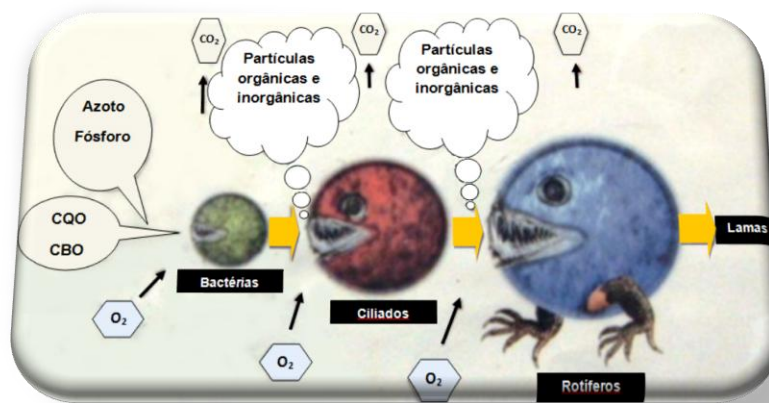 CO2
CO2
CO2
Partículas
orgânicas e
inorgânicas
Partículas
orgânicas e
inorgânicas
Azoto
Fósforo
CQO
CBO
Lamas
Bactérias
Ciliados
Rotíferos
O2
O2
O2